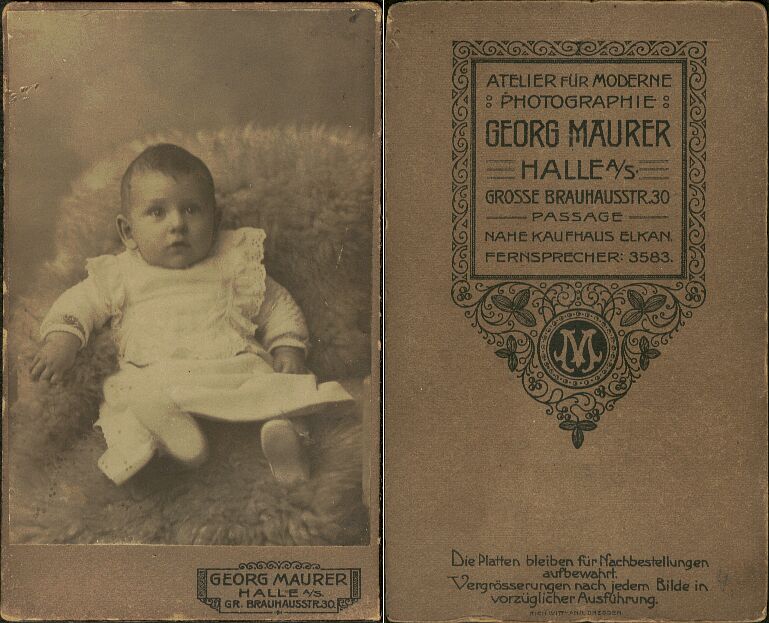 GEORG MAURER
HALLE A/S.
GR. BRAUHAUSSTR.30.
ATELIER FÜR MODERNE
PHOTOGRAPHIE
GEORG MAURER
HALLE A/S.
GROSSE BRAUHAUSSTR.30
PASSAGE
NAHE KAUFHAUS ELKAN.
FERNSPRECHER: 3583.
M
Die Platten bleiben für Nachbestellungen
aufbewahrt.
Vergrösserungen nach jedem Bilde in
vorzüglicher Ausführung.